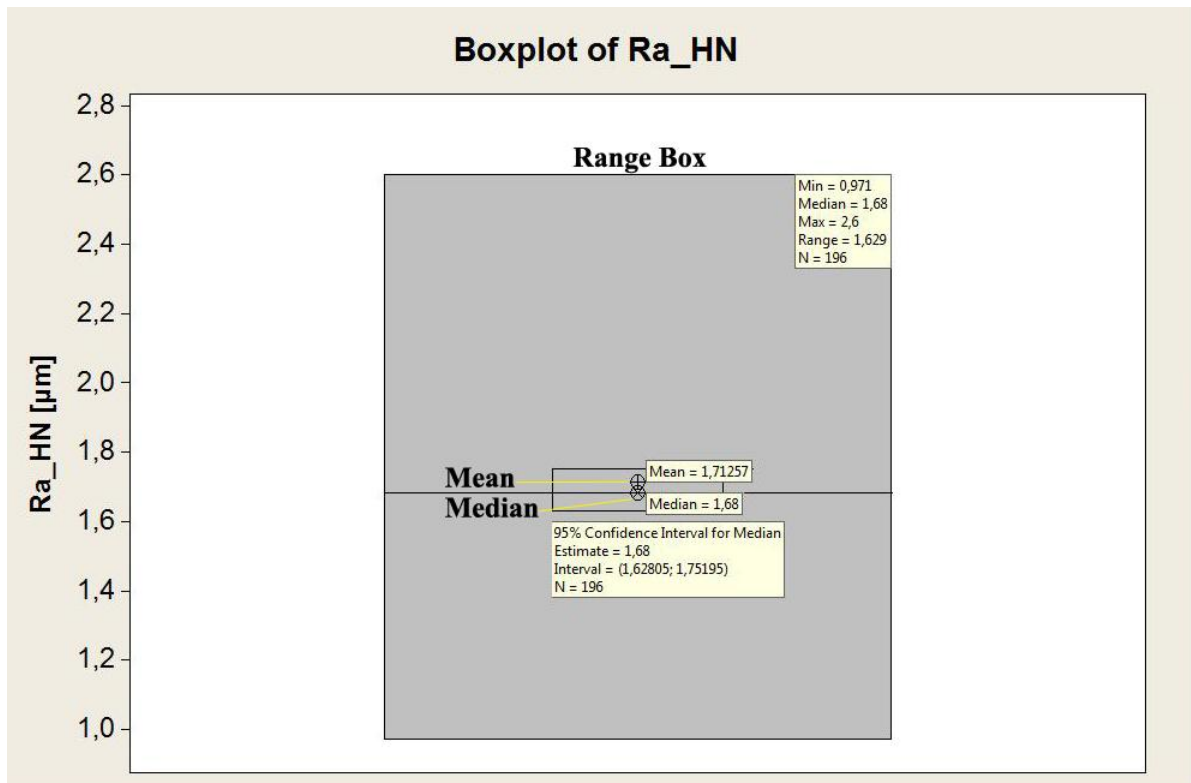 Boxplot of Ra_HN
2,8
2,6
2,4
2,2
2,0
1,8
1,6
1,4
1,2
1,0
Ra_HN [µm]
Range Box
Min = 0,971
Median = 1,68
Max = 2,6
Range = 1,629
N = 196
Mean
Median
Mean = 1,71257
Median = 1,68
95% Confidence Interval for Median
Estimate = 1,68
Interval = (1,62805; 1,75195)
N = 196